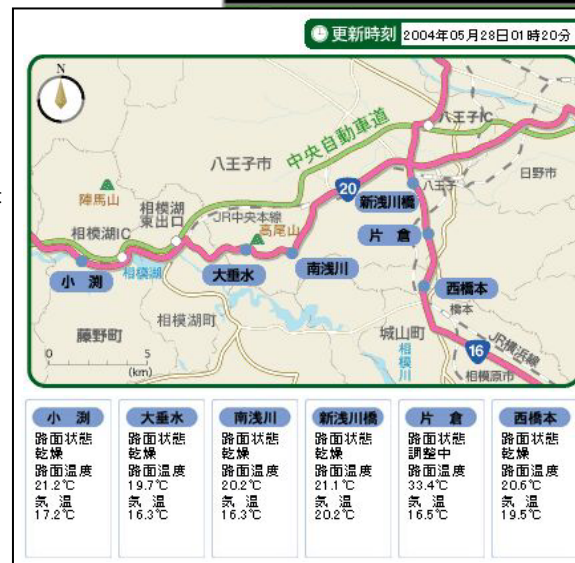 更新時刻 2004年05月28日01時20分
N
八王子IC
中央自動車道
八王子市
日野市
20
新浅川橋
八王子
陣馬山
相模湖
東出口
JR中央本線
高尾山
片 倉
相模湖IC
小 渕
相模湖
大垂水
南浅川
西橋本
橋本
藤野町
相模湖町
城山町
相模川
16
JR横浜線
相模原市
0 5
(km)
小 渕
路面状態
乾燥
路面温度
21.2℃
気 温
17.2℃
大垂水
路面状態
乾燥
路面温度
19.7℃
気 温
16.3℃
南浅川
路面状態
乾燥
路面温度
20.2℃
気 温
16.3℃
新浅川橋
路面状態
乾燥
路面温度
21.1℃
気 温
20.2℃
片 倉
路面状態
調整中
路面温度
33.4℃
気 温
16.5℃
西橋本
路面状態
乾燥
路面温度
20.6℃
気 温
19.5℃